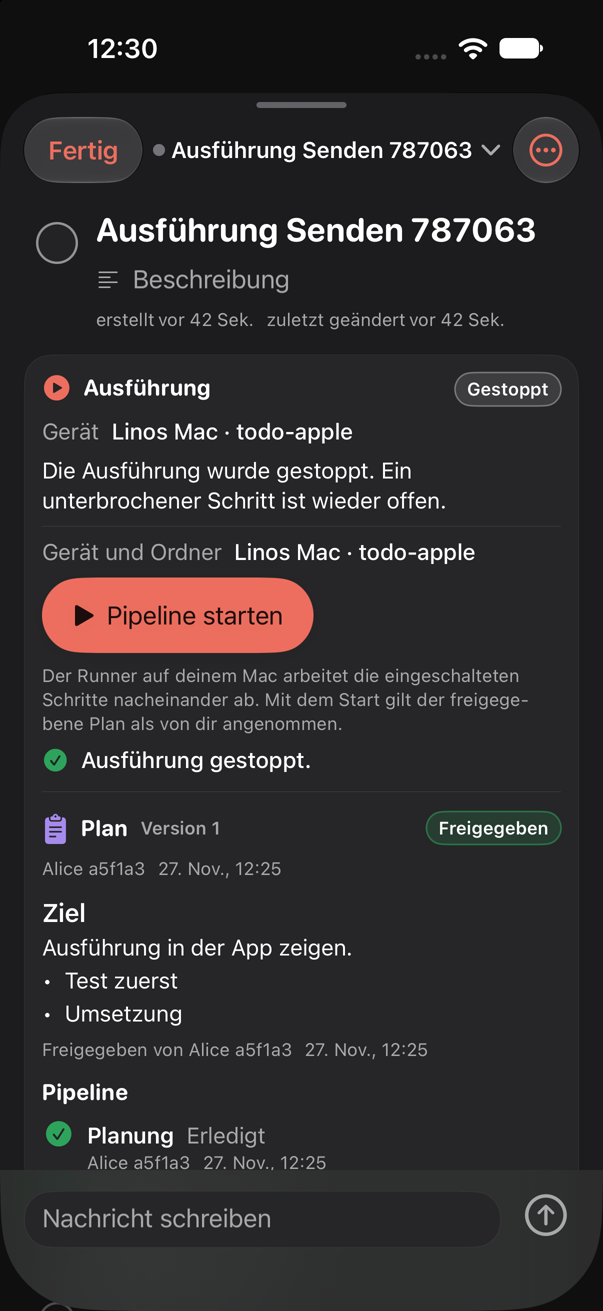 12:30
Fertig
Ausführung Senden 787063
Ausführung Senden 787063
Beschreibung
erstellt vor 42 Sek. zuletzt geändert vor 42 Sek.
Ausführung
Gestoppt
Gerät Linos Mac · todo-apple
Die Ausführung wurde gestoppt. Ein
unterbrochener Schritt ist wieder offen.
Gerät und Ordner Linos Mac · todo-apple
Pipeline starten
Der Runner auf deinem Mac arbeitet die eingeschalteten
Schritte nacheinander ab. Mit dem Start gilt der freigege-
bene Plan als von dir angenommen.
Ausführung gestoppt.
Plan Version 1
Freigegeben
Alice a5f1a3 27. Nov., 12:25
Ziel
Ausführung in der App zeigen.
• Test zuerst
• Umsetzung
Freigegeben von Alice a5f1a3 27. Nov., 12:25
Pipeline
Planung Erledigt
Alice a5f1a3 27. Nov., 12:25
Nachricht schreiben